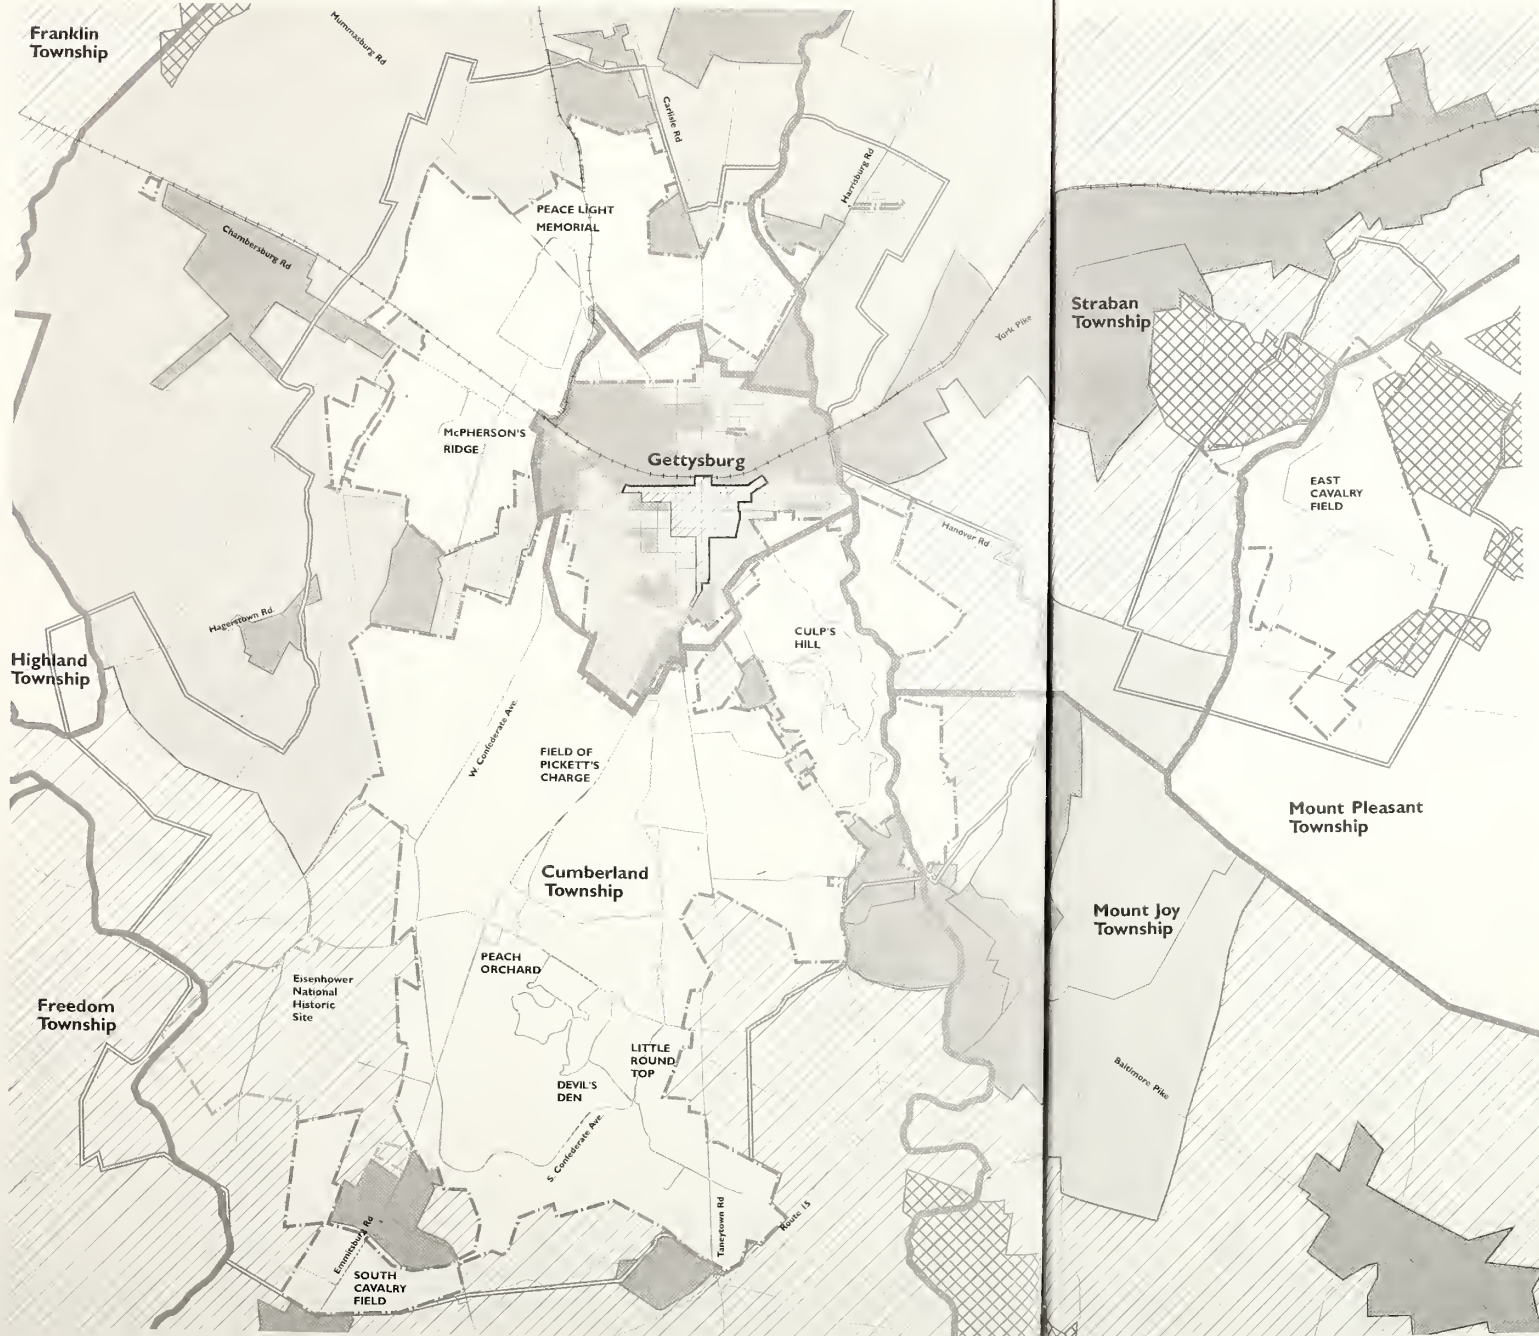 Franklin
Township
Mummasburg Rd
Carlisle Rd
Harrisburg Rd
PEACE LIGHT
MEMORIAL
Chambersburg Rd
Straban
Township
York Pike
McPHERSON'S
RIDGE
Gettysburg
EAST
CAVALRY
FIELD
Hanover Rd
Hagerstown Rd
CULP'S
HILL
Highland
Township
W. Confederate Ave.
FIELD OF
PICKETT'S
CHARGE
Mount Pleasant
Township
Cumberland
Township
Mount Joy
Township
PEACH
ORCHARD
Eisenhower
National
Historic
Site
Freedom
Township
LITTLE
ROUND
TOP
DEVIL'S
DEN
Baltimore Pike
S. Confederate Ave.
Taneytown Rd
Route 15
Emmitsburg Rd
SOUTH
CAVALRY
FIELD